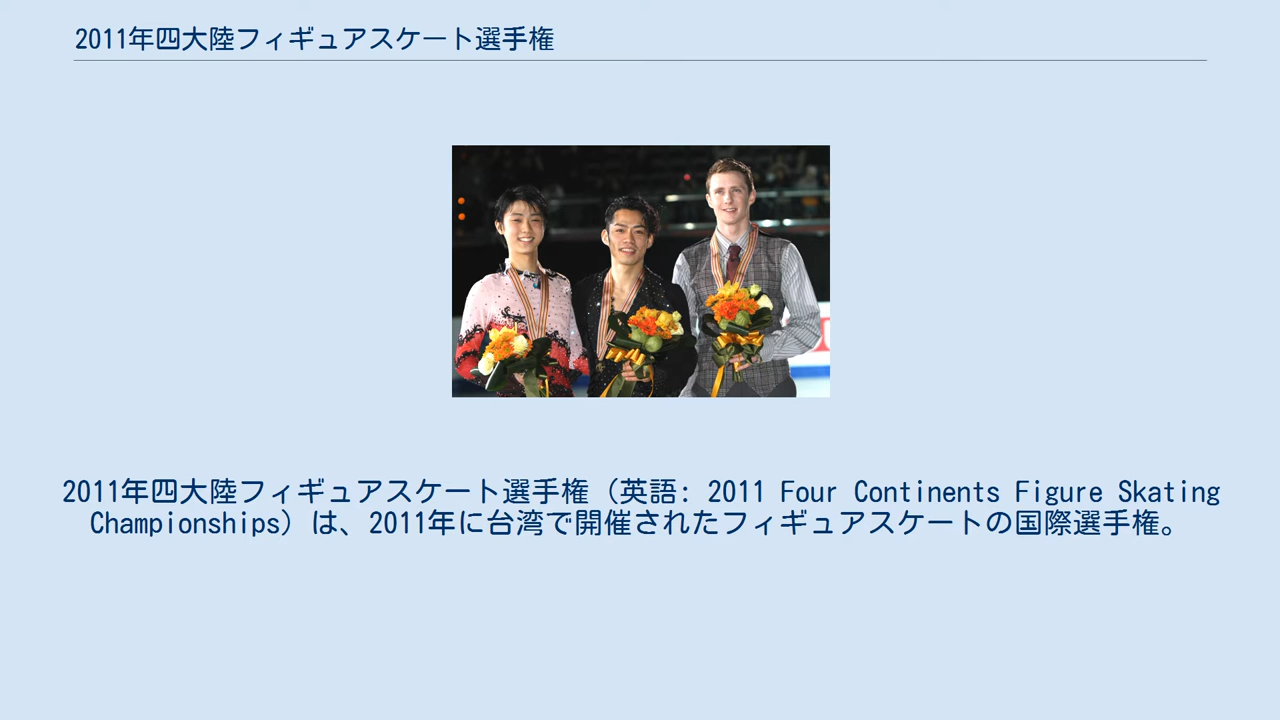 2011年四大陸フィギュアスケート選手権
2011年四大陸フィギュアスケート選手権（英語: 2011 Four Continents Figure Skating
Championships）は、2011年に台湾で開催されたフィギュアスケートの国際選手権。